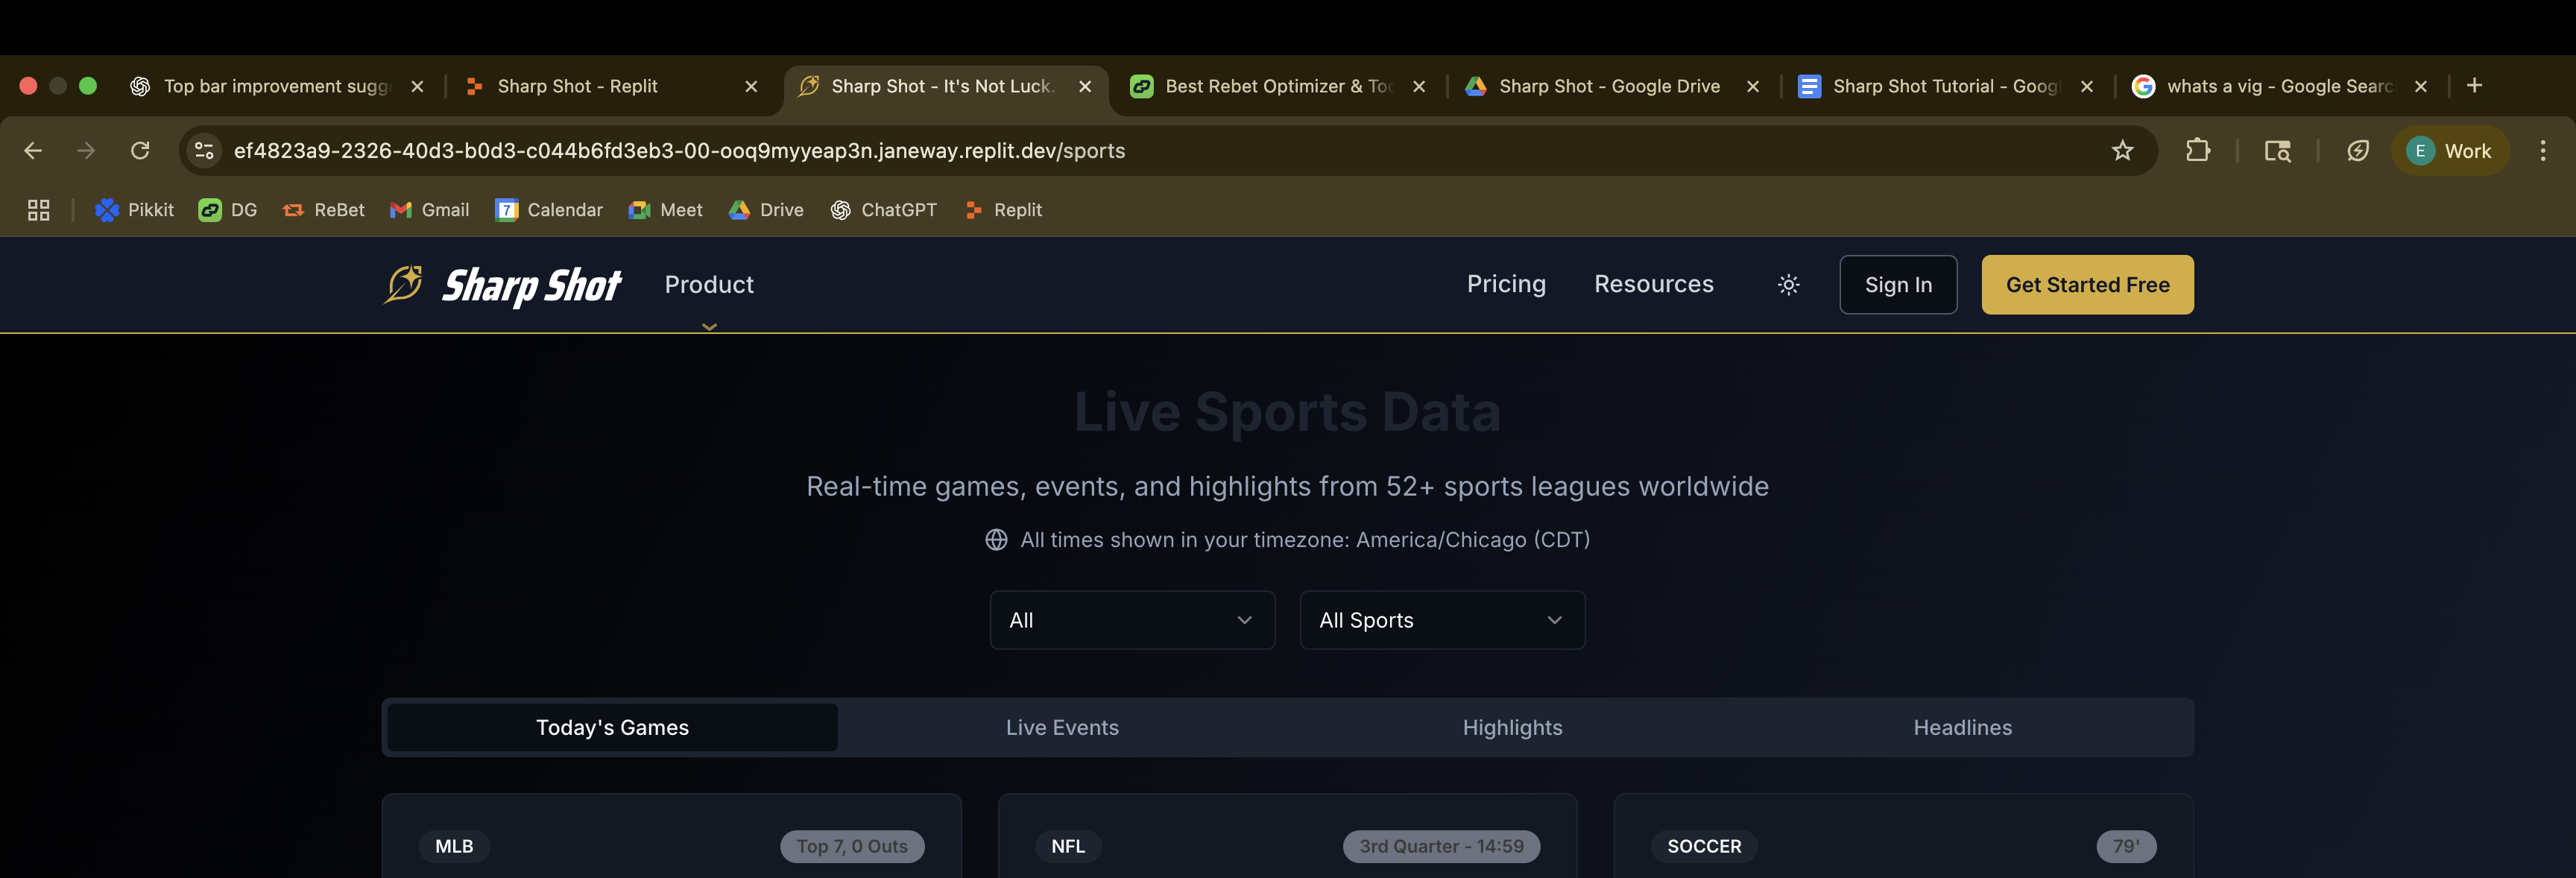 Top bar improvement sugg
Sharp Shot - Replit
Sharp Shot - It's Not Luck.
Best Rebet Optimizer & Too
Sharp Shot - Google Drive
Sharp Shot Tutorial - Googl
whats a vig - Google Searc
ef4823a9-2326-40d3-b0d3-c044b6fd3eb3-00-ooq9myyeap3n.janeway.replit.dev/sports
E Work
Pikkit
DG
ReBet
Gmail
7 Calendar
Meet
Drive
ChatGPT
Replit
Sharp Shot
Product
Pricing
Resources
Sign In
Get Started Free
Live Sports Data
Real-time games, events, and highlights from 52+ sports leagues worldwide
All times shown in your timezone: America/Chicago (CDT)
All
All Sports
Today's Games
Live Events
Highlights
Headlines
MLB
Top 7, 0 Outs
NFL
3rd Quarter - 14:59
SOCCER
79'